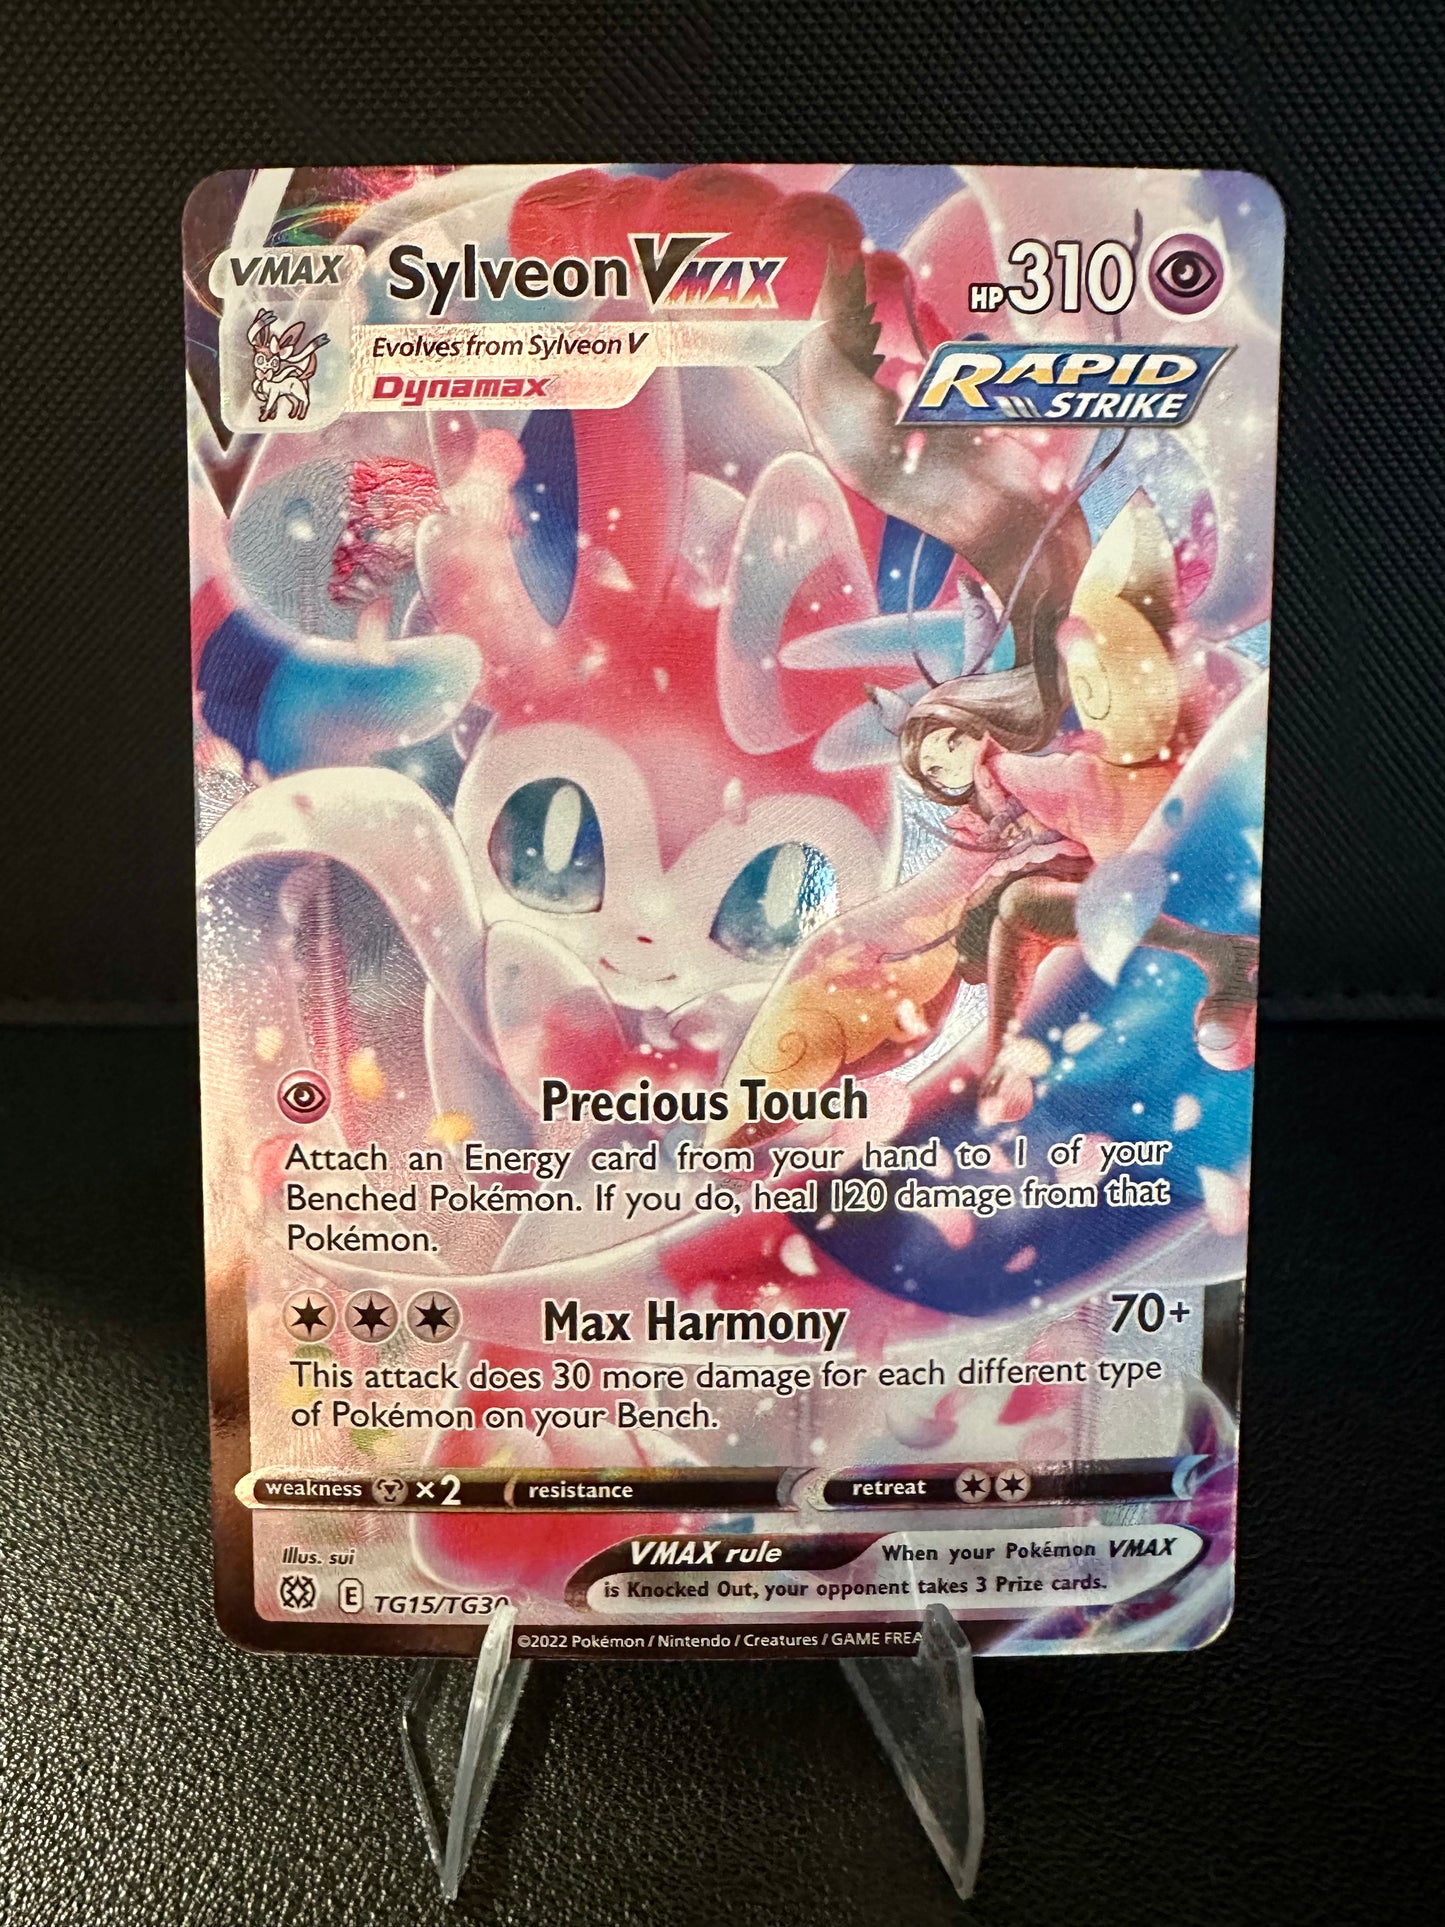 VMAX
Sylveon VMAX
HP 310
Evolves from Sylveon V
Dynamax
RAPID
STRIKE
Precious Touch
Attach an Energy card from your hand to 1 of your
Benched Pokémon. If you do, heal 120 damage from that
Pokémon.
Max Harmony 70+
This attack does 30 more damage for each different type
of Pokémon on your Bench.
weakness ×2 resistance retreat
Illus. sui
VMAX rule When your Pokémon VMAX
is Knocked Out, your opponent takes 3 Prize cards.
E TG15/TG30
©2022 Pokémon / Nintendo / Creatures / GAME FREA